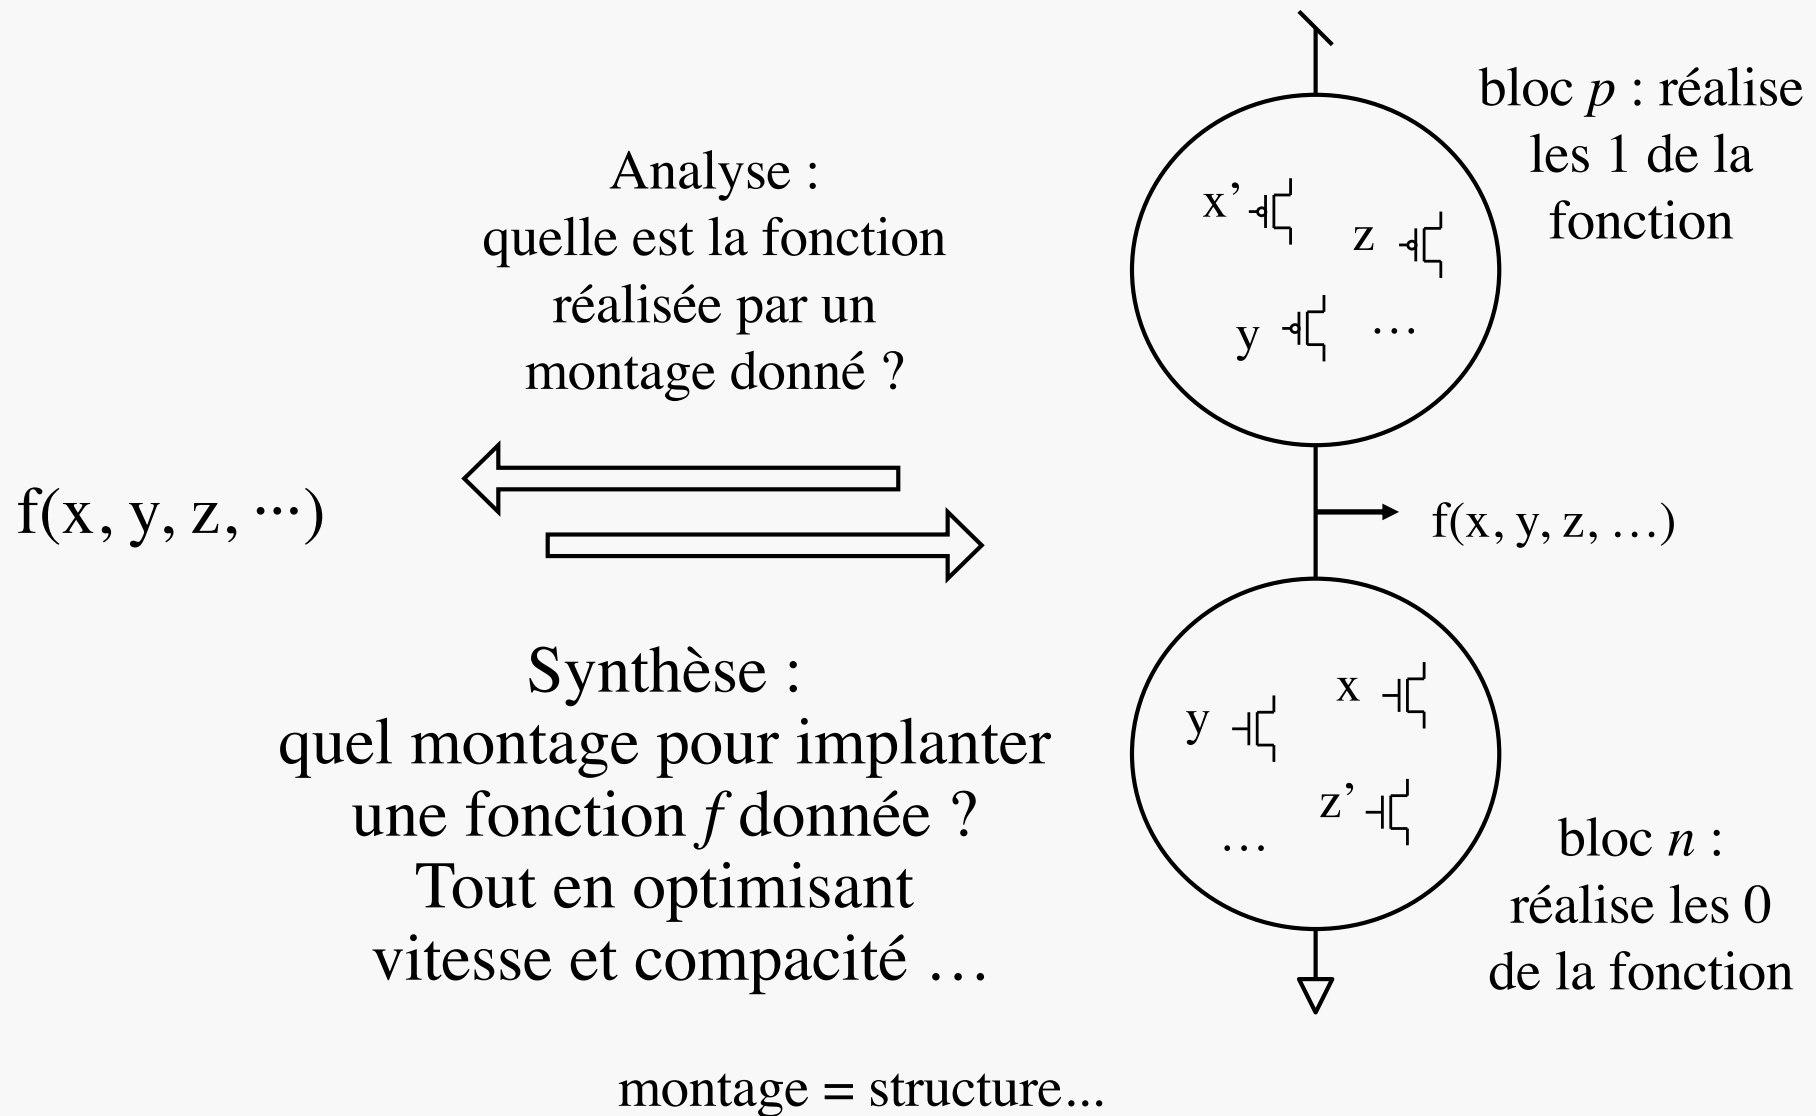 Analyse :
quelle est la fonction
réalisée par un
montage donné ?
f(x, y, z, ···)
Synthèse :
quel montage pour implanter
une fonction f donnée ?
Tout en optimisant
vitesse et compacité …
bloc p : réalise
les 1 de la
fonction
x’
z
y
…
f(x, y, z, …)
x
y
z’
…
bloc n :
réalise les 0
de la fonction
montage = structure...